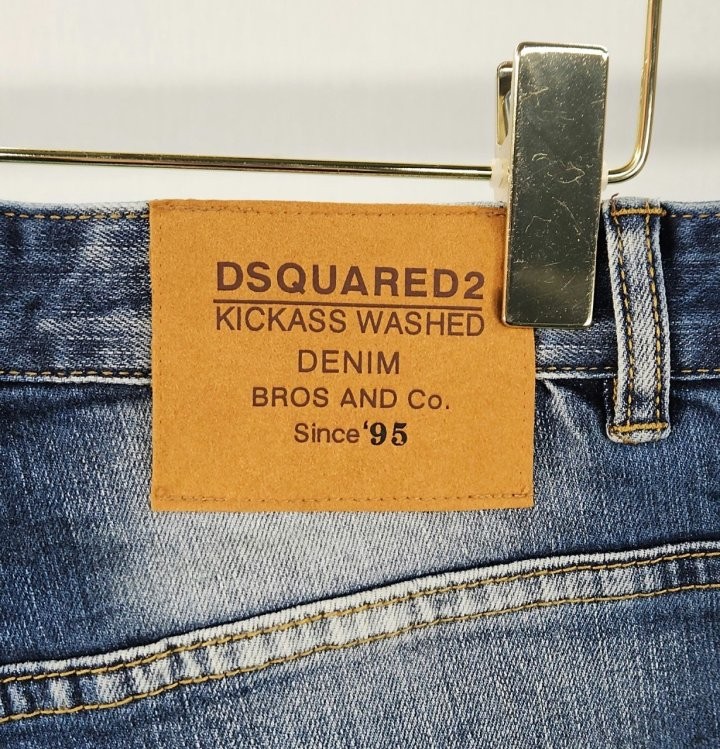 DSQUARED2
KICKASS WASHED
DENIM
BROS AND Co.
Since '95